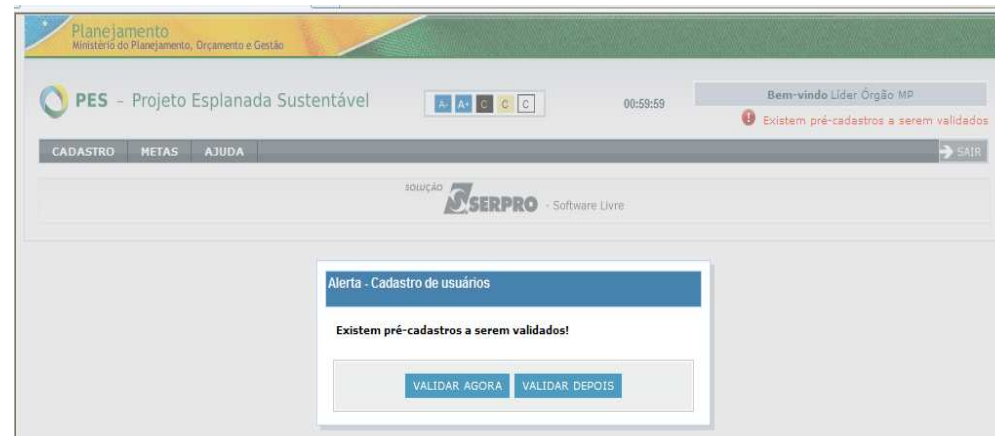 Planejamento
Ministério do Planejamento, Orçamento e Gestão
PES - Projeto Esplanada Sustentável
A- A+ C C C
00:59:59
Bem-vindo Líder Órgão MP
Existem pré-cadastros a serem validados
CADASTRO METAS AJUDA
SAIR
SOLUÇÃO SERPRO - Software Livre
Alerta - Cadastro de usuários
Existem pré-cadastros a serem validados!
VALIDAR AGORA VALIDAR DEPOIS